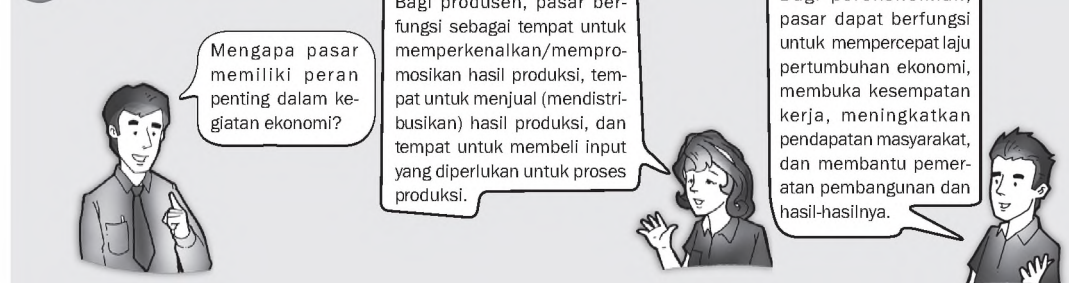 Mengapa pasar
memiliki peran
penting dalam ke-
giatan ekonomi?
Bagi produsen, pasar ber-
fungsi sebagai tempat untuk
memperkenalkan/mempro-
mosikan hasil produksi, tem-
pat untuk menjual (mendistri-
busikan) hasil produksi, dan
tempat untuk membeli input
yang diperlukan untuk proses
produksi.
pasar dapat berfungsi
untuk mempercepat laju
pertumbuhan ekonomi,
membuka kesempatan
kerja, meningkatkan
pendapatan masyarakat,
dan membantu pemer-
ataan pembangunan dan
hasil-hasilnya.